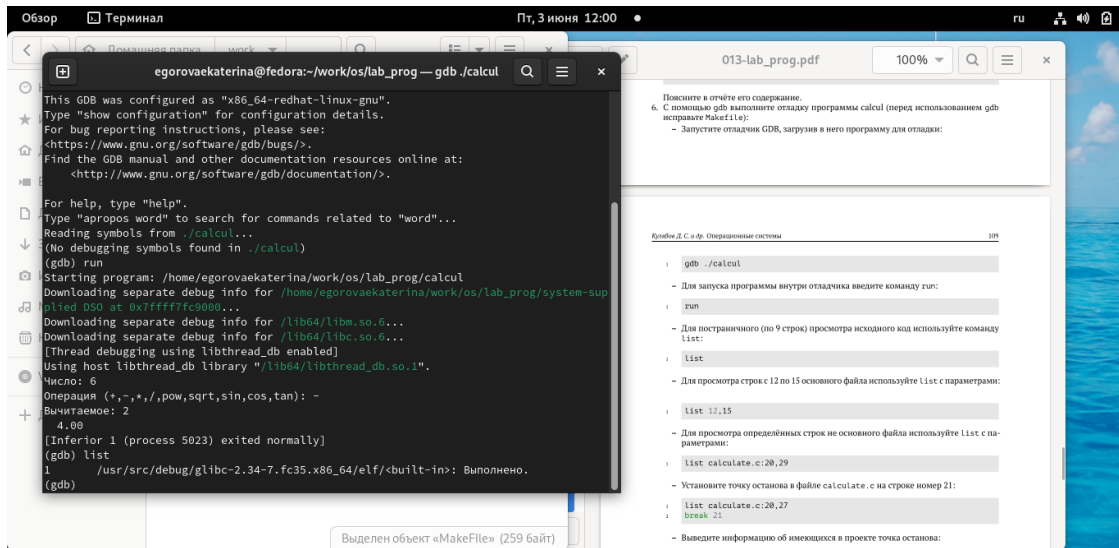 Обзор
Терминал
Пт, 3 июня 12:00
ru
Домашняя папка work
egorovaekaterina@fedora:~/work/os/lab_prog — gdb ./calcul
This GDB was configured as "x86_64-redhat-linux-gnu".
Type "show configuration" for configuration details.
For bug reporting instructions, please see:
<https://www.gnu.org/software/gdb/bugs/>.
Find the GDB manual and other documentation resources online at:
<http://www.gnu.org/software/gdb/documentation/>.
For help, type "help".
Type "apropos word" to search for commands related to "word"...
Reading symbols from ./calcul...
(No debugging symbols found in ./calcul)
(gdb) run
Starting program: /home/egorovaekaterina/work/os/lab_prog/calcul
Downloading separate debug info for /home/egorovaekaterina/work/os/lab_prog/system-sup
plied DSO at 0x7ffff7fc9000...
Downloading separate debug info for /lib64/libm.so.6...
Downloading separate debug info for /lib64/libc.so.6...
[Thread debugging using libthread_db enabled]
Using host libthread_db library "/lib64/libthread_db.so.1".
Число: 6
Операция (+,-,*,/,pow,sqrt,sin,cos,tan): -
Вычитаемое: 2
4.00
[Inferior 1 (process 5023) exited normally]
(gdb) list
1 /usr/src/debug/glibc-2.34-7.fc35.x86_64/elf/<built-in>: Выполнено.
(gdb)
Выделен объект «MakeFIle» (259 байт)
013-lab_prog.pdf
100%
Поясните в отчёте его содержание.
6. С помощью gdb выполните отладку программы calcul (перед использованием gdb
исправьте Makefile):
– Запустите отладчик GDB, загрузив в него программу для отладки:
Кулябов Д. С. и др. Операционные системы 109
1 gdb ./calcul
– Для запуска программы внутри отладчика введите команду run:
1 run
– Для постраничного (по 9 строк) просмотра исходного код используйте команду
list:
1 list
– Для просмотра строк с 12 по 15 основного файла используйте list с параметрами:
1 list 12,15
– Для просмотра определённых строк не основного файла используйте list с па-
раметрами:
1 list calculate.c:20,29
– Установите точку останова в файле calculate.c на строке номер 21:
1 list calculate.c:20,27
2 break 21
– Выведите информацию об имеющихся в проекте точка останова: